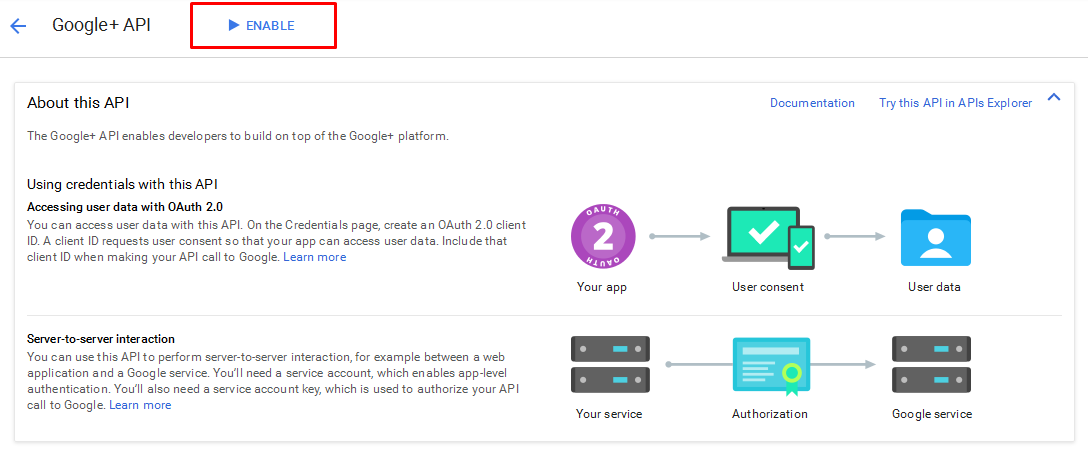 Google+ API
ENABLE
About this API
Documentation
Try this API in APIs Explorer
The Google+ API enables developers to build on top of the Google+ platform.
Using credentials with this API
Accessing user data with OAuth 2.0
You can access user data with this API. On the Credentials page, create an OAuth 2.0 client
ID. A client ID requests user consent so that your app can access user data. Include that
client ID when making your API call to Google. Learn more
OAUTH
2
OAUTH
Your app
User consent
User data
Server-to-server interaction
You can use this API to perform server-to-server interaction, for example between a web
application and a Google service. You'll need a service account, which enables app-level
authentication. You'll also need a service account key, which is used to authorize your API
call to Google. Learn more
Your service
Authorization
Google service